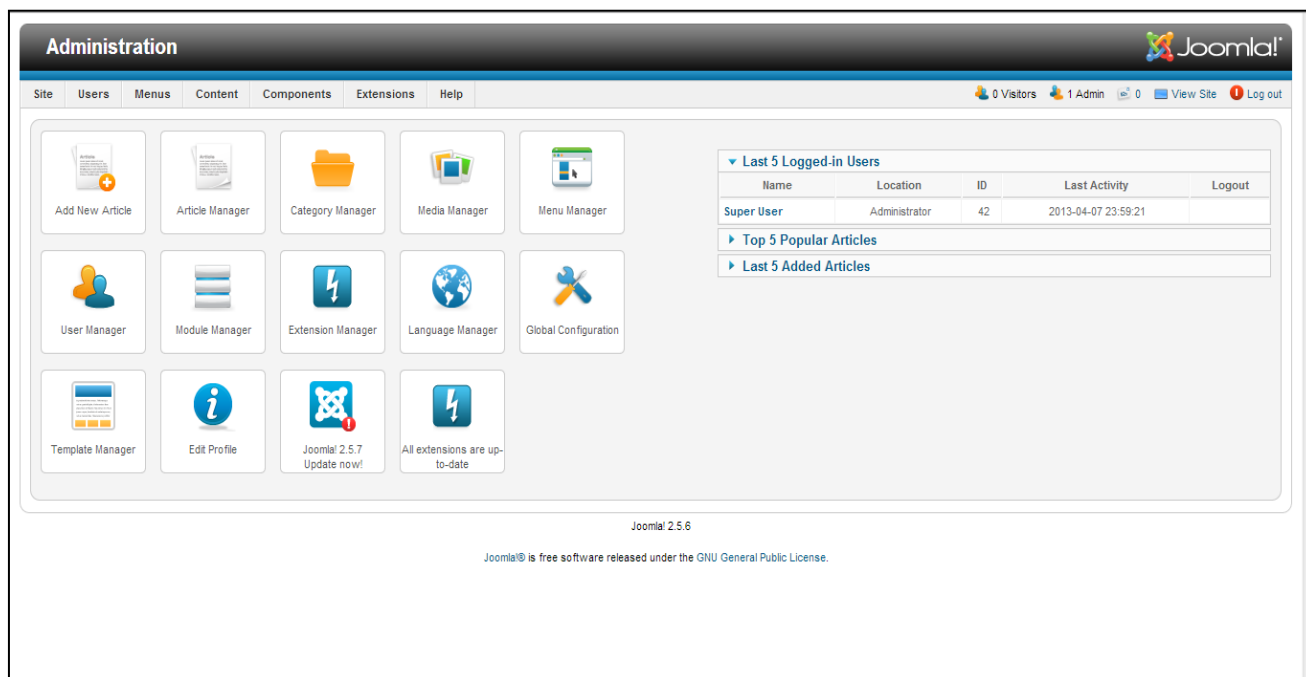 Administration
Joomla!
Site Users Menus Content Components Extensions Help
0 Visitors 1 Admin 0 View Site Log out
Add New Article
Article Manager
Category Manager
Media Manager
Menu Manager
User Manager
Module Manager
Extension Manager
Language Manager
Global Configuration
Template Manager
Edit Profile
Joomla! 2.5.7
Update now!
All extensions are up-
to-date
Last 5 Logged-in Users
Name Location ID Last Activity Logout
Super User Administrator 42 2013-04-07 23:59:21
Top 5 Popular Articles
Last 5 Added Articles
Joomla! 2.5.6
Joomla!® is free software released under the GNU General Public License.